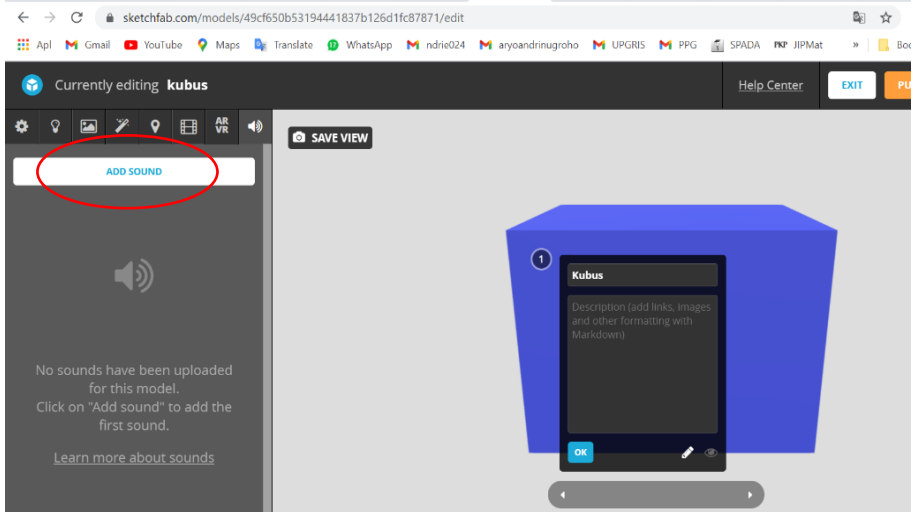 sketchfab.com/models/49cf650b53194441837b126d1fc87871/edit
Apl Gmail YouTube Maps Translate WhatsApp ndrie024 aryoandrinugroho UPGRIS PPG SPADA PKP JIPMat » Boo
Currently editing kubus
Help Center
EXIT
PU
AR
VR
SAVE VIEW
ADD SOUND
1
Kubus
Description (add links, images
and other formatting with
Markdown)
No sounds have been uploaded
for this model.
Click on "Add sound" to add the
first sound.
Learn more about sounds
OK